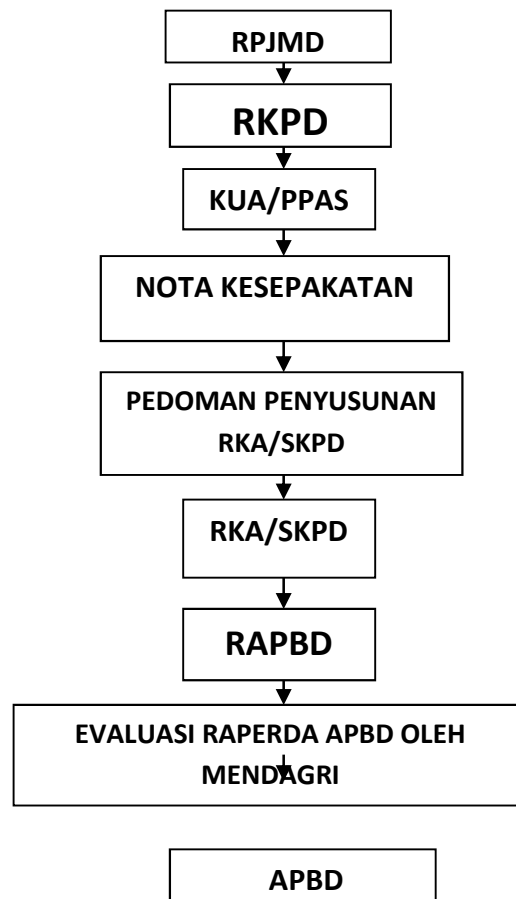 RPJMD
RKPD
KUA/PPAS
NOTA KESEPAKATAN
PEDOMAN PENYUSUNAN
RKA/SKPD
RKA/SKPD
RAPBD
EVALUASI RAPERDA APBD OLEH
MENDAGRI
APBD